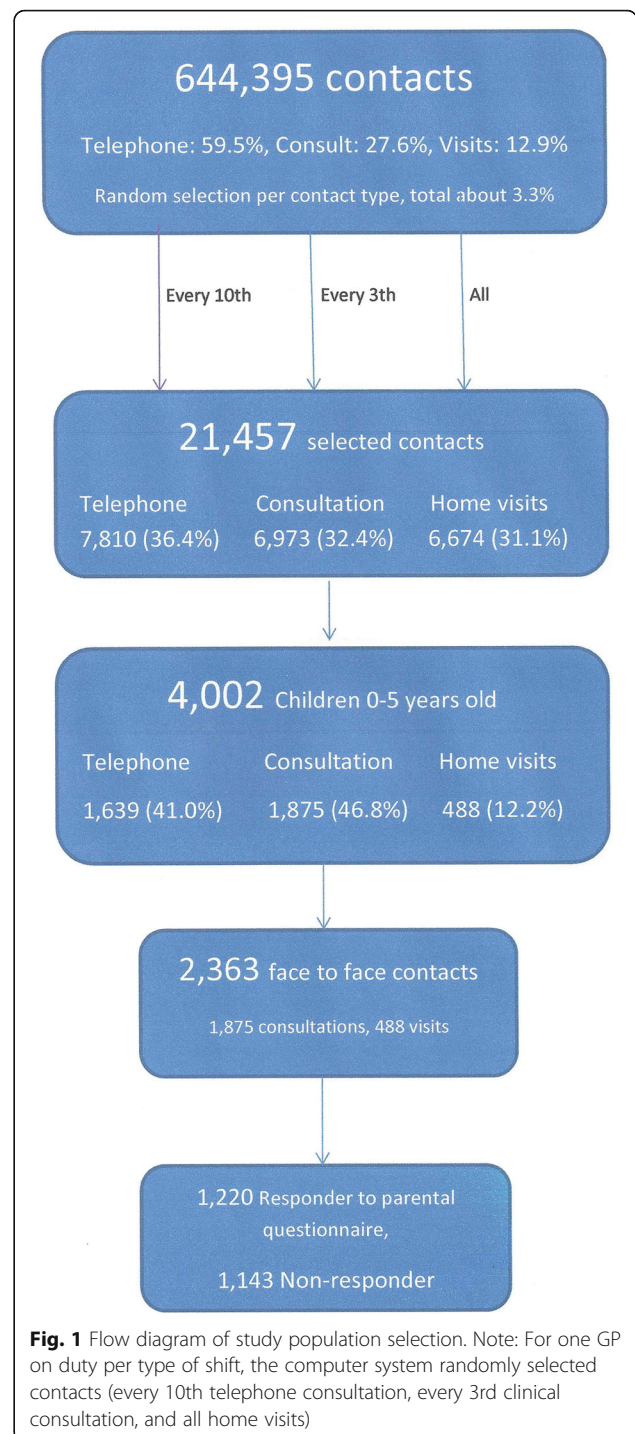 644,395 contacts
Telephone: 59.5%, Consult: 27.6%, Visits: 12.9%
Random selection per contact type, total about 3.3%
Every 10th Every 3th All
21,457 selected contacts
Telephone Consultation Home visits
7,810 (36.4%) 6,973 (32.4%) 6,674 (31.1%)
4,002 Children 0-5 years old
Telephone Consultation Home visits
1,639 (41.0%) 1,875 (46.8%) 488 (12.2%)
2,363 face to face contacts
1,875 consultations, 488 visits
1,220 Responder to parental
questionnaire,
1,143 Non-responder
Fig. 1 Flow diagram of study population selection. Note: For one GP
on duty per type of shift, the computer system randomly selected
contacts (every 10th telephone consultation, every 3rd clinical
consultation, and all home visits)